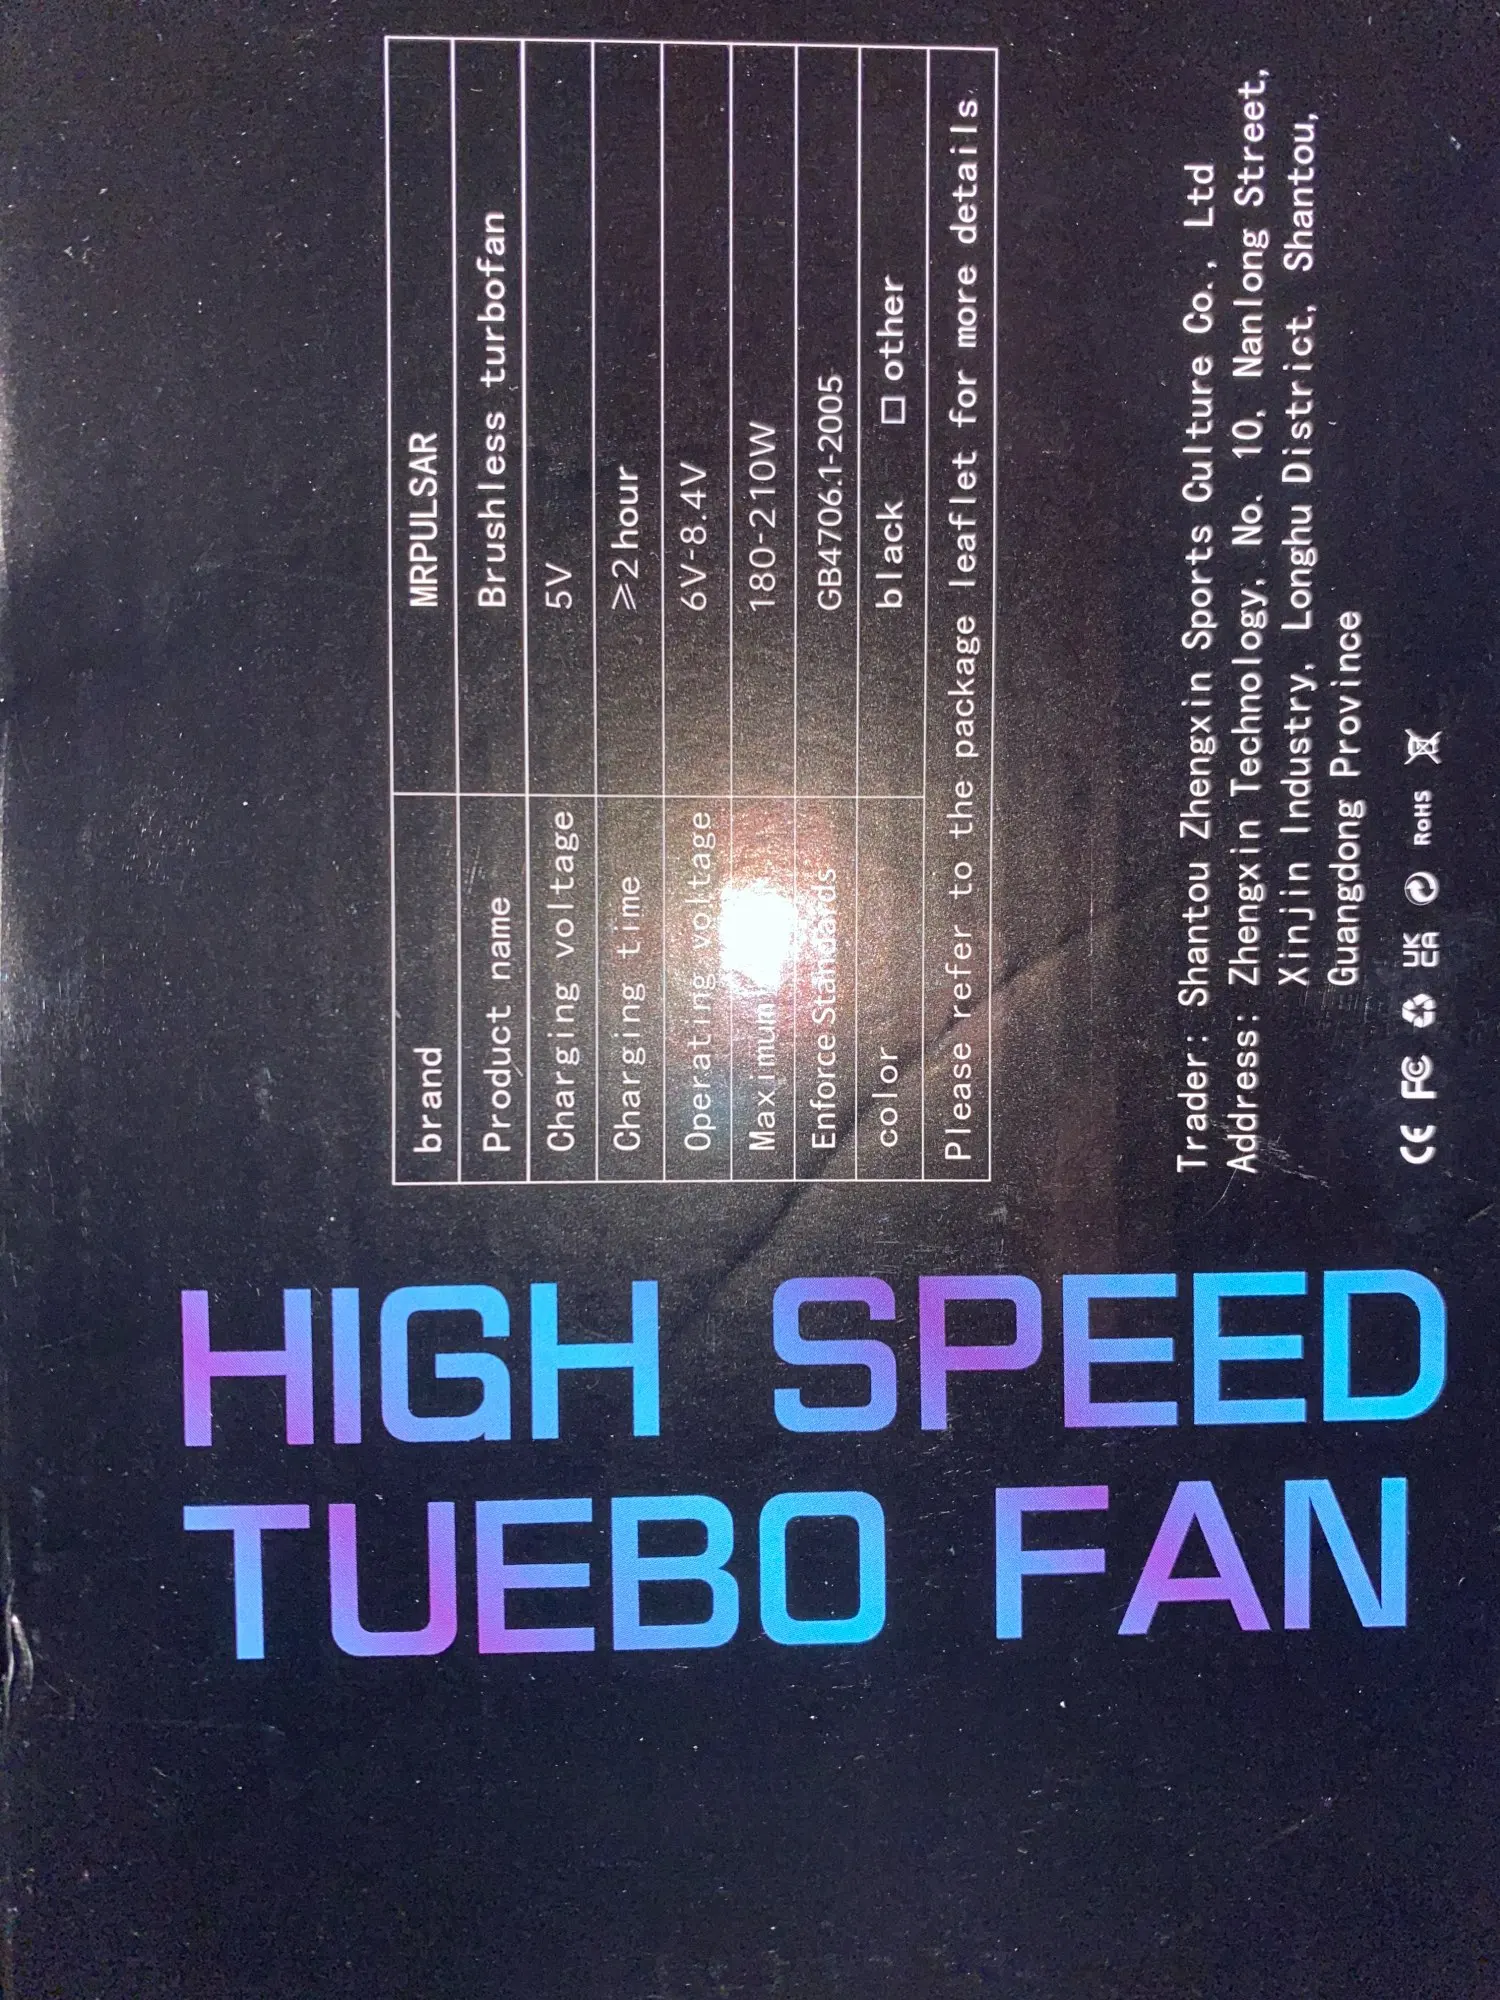 HIGH SPEED
TUEBO FAN
brand MRPULSAR
Product name Brushless turbofan
Charging voltage 5V
Charging time ⩾2hour
Operating voltage 6V-8.4V
Maximum 180-210W
Enforce Standards GB4706.1-2005
color black □ other
Please refer to the package leaflet for more details
Trader: Shantou Zhengxin Sports Culture Co., Ltd
Address: Zhengxin Technology, No. 10, Nanlong Street,
Xinjin Industry, Longhu District, Shantou,
Guangdong Province
CE FC UK CA RoHS